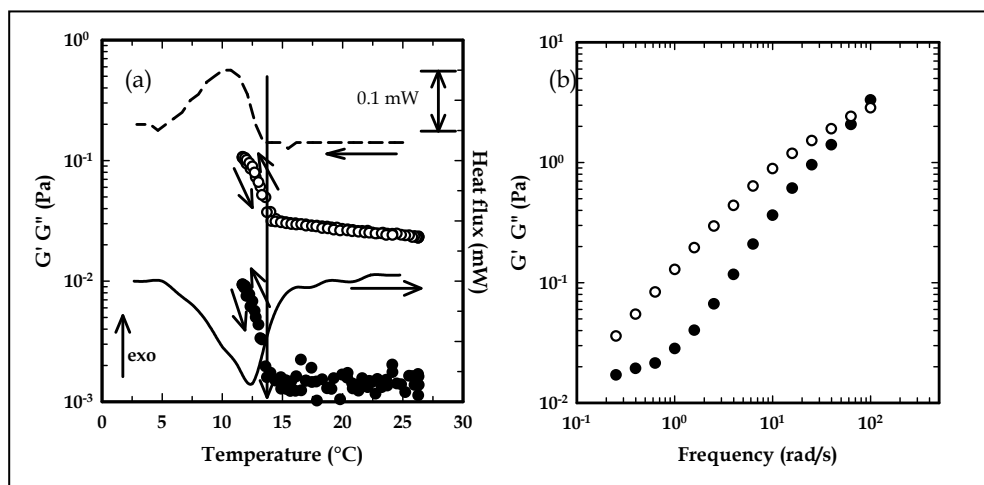 (a)
10⁰
10⁻¹
10⁻²
10⁻³
G' G" (Pa)
0.1 mW
Heat flux (mW)
exo
0 5 10 15 20 25 30
Temperature (°C)
(b)
10¹
10⁰
10⁻¹
10⁻²
G' G" (Pa)
10⁻¹ 10⁰ 10¹ 10²
Frequency (rad/s)